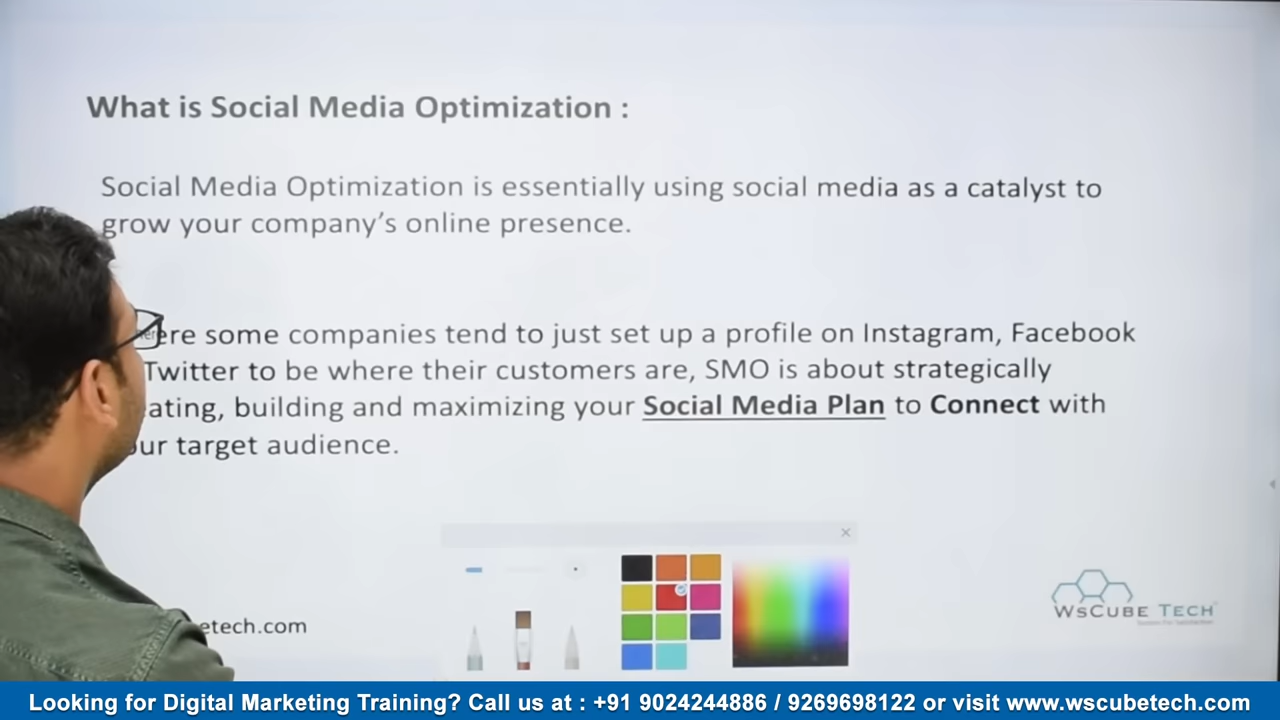 What is Social Media Optimization :
Social Media Optimization is essentially using social media as a catalyst to
grow your company's online presence.
ere some companies tend to just set up a profile on Instagram, Facebook
Twitter to be where their customers are, SMO is about strategically
ating, building and maximizing your Social Media Plan to Connect with
ur target audience.
etech.com
WsCube Tech
Looking for Digital Marketing Training? Call us at : +91 9024244886 / 9269698122 or visit www.wscubetech.com